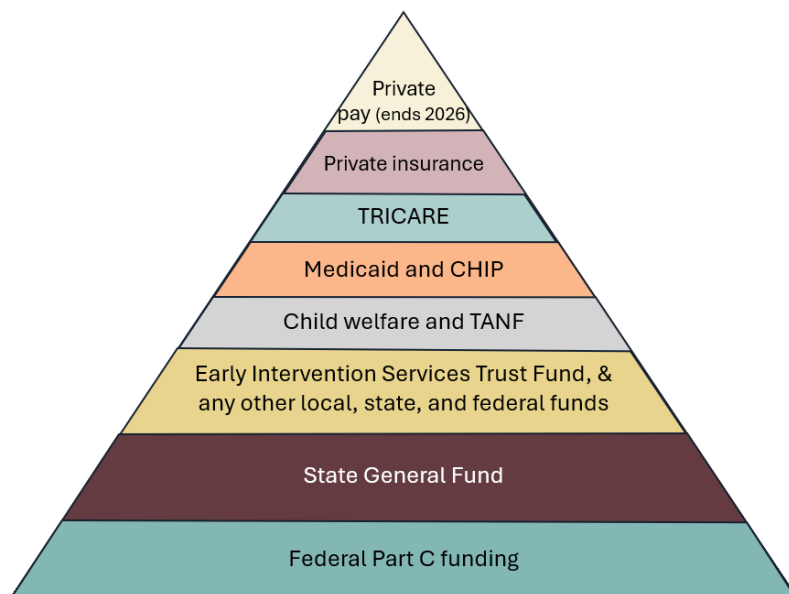 Private
pay (ends 2026)
Private insurance
TRICARE
Medicaid and CHIP
Child welfare and TANF
Early Intervention Services Trust Fund, &
any other local, state, and federal funds
State General Fund
Federal Part C funding